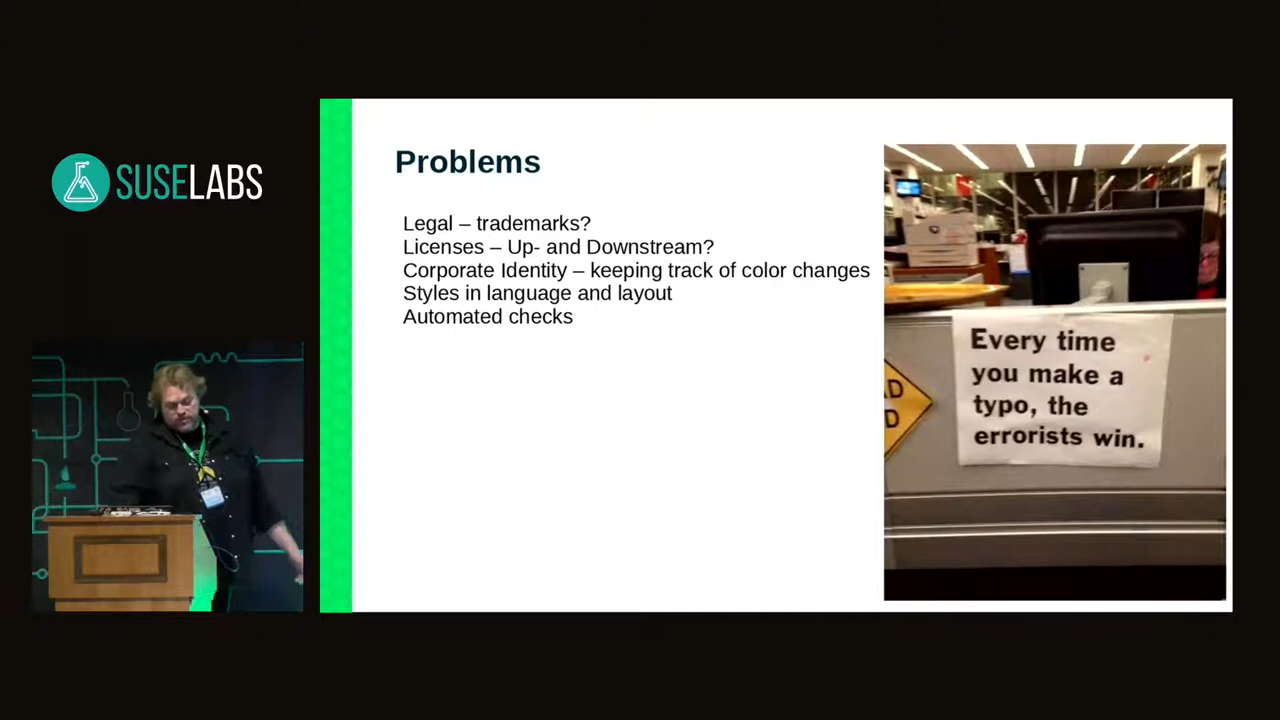 SUSELABS
Problems
Legal – trademarks?
Licenses – Up- and Downstream?
Corporate Identity – keeping track of color changes
Styles in language and layout
Automated checks
Every time
you make a
typo, the
errorists win.